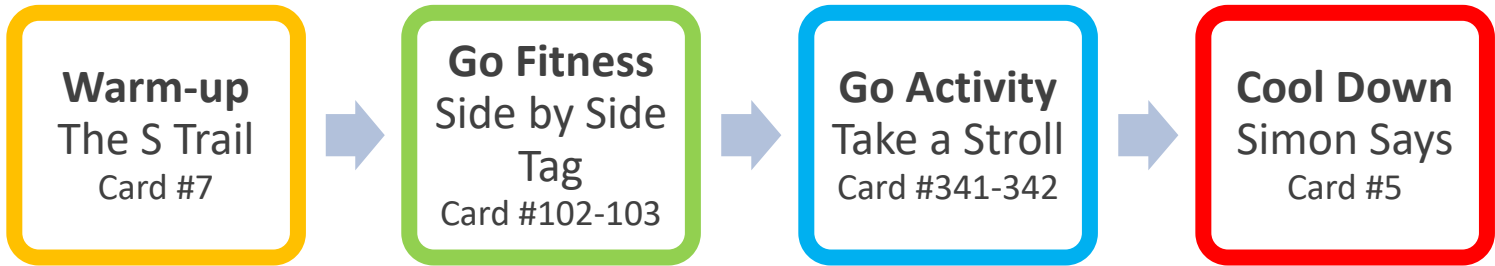 Warm-up
The S Trail
Card #7
Go Fitness
Side by Side
Tag
Card #102-103
Go Activity
Take a Stroll
Card #341-342
Cool Down
Simon Says
Card #5